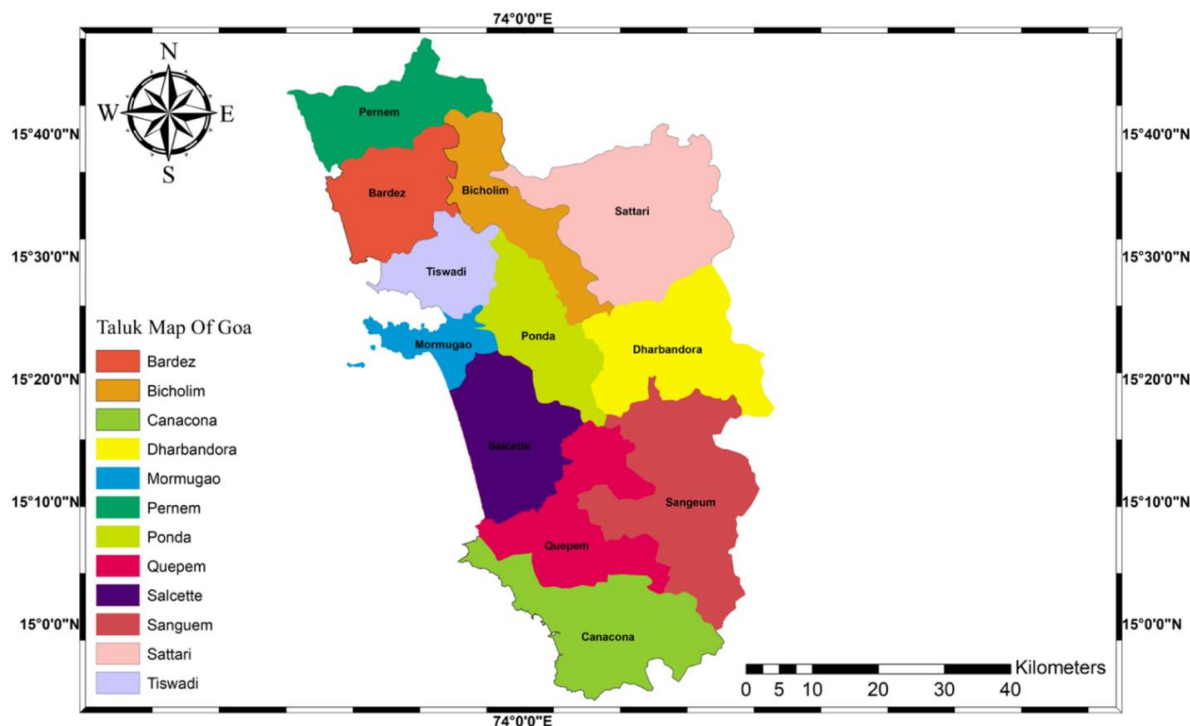 74°0'0"E
N
W E
S
15°40'0"N
15°40'0"N
15°30'0"N
15°30'0"N
15°20'0"N
15°20'0"N
15°10'0"N
15°10'0"N
15°0'0"N
15°0'0"N
Pernem
Bardez
Bicholim
Sattari
Tiswadi
Ponda
Mormugao
Dharbandora
Salcette
Sangeum
Quepem
Canacona
Taluk Map Of Goa
Bardez
Bicholim
Canacona
Dharbandora
Mormugao
Pernem
Ponda
Quepem
Salcette
Sanguem
Sattari
Tiswadi
Kilometers
0 5 10 20 30 40
74°0'0"E